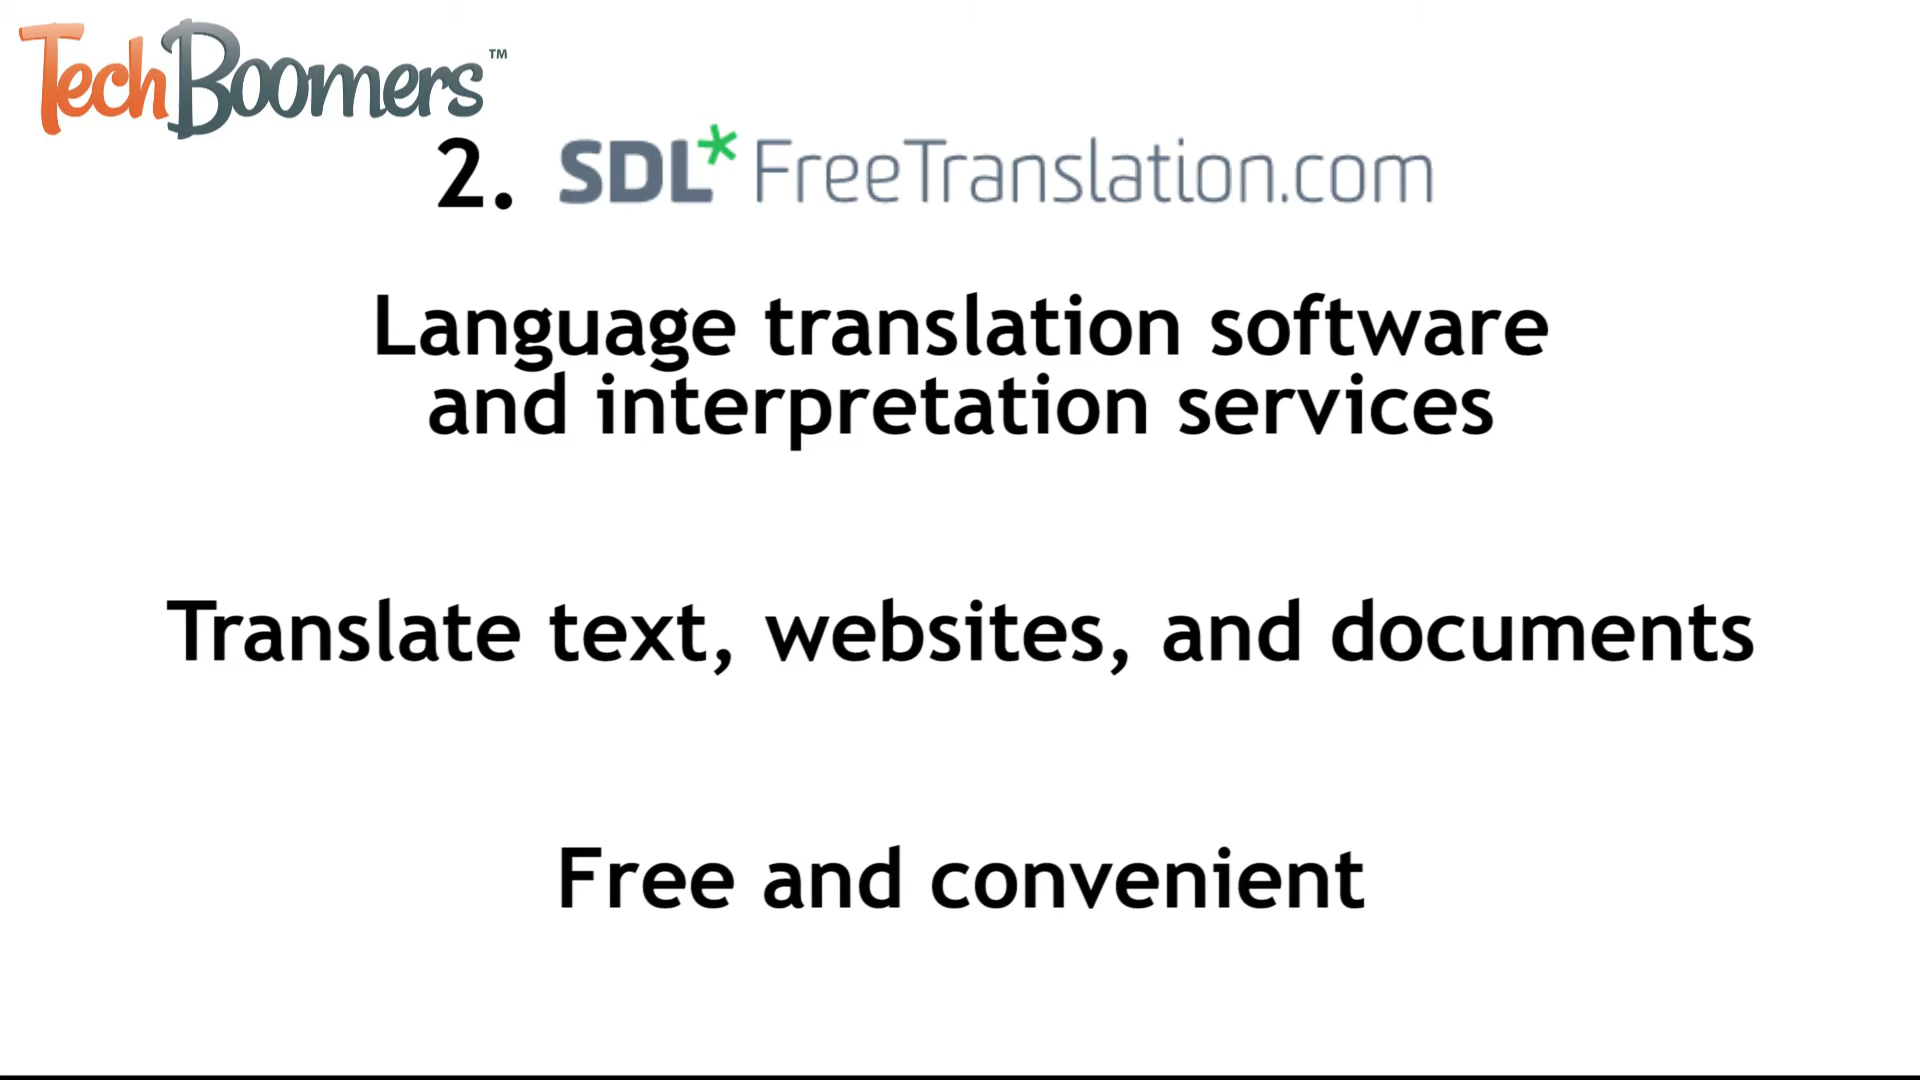 TechBoomers™
2. SDL* FreeTranslation.com
Language translation software
and interpretation services
Translate text, websites, and documents
Free and convenient